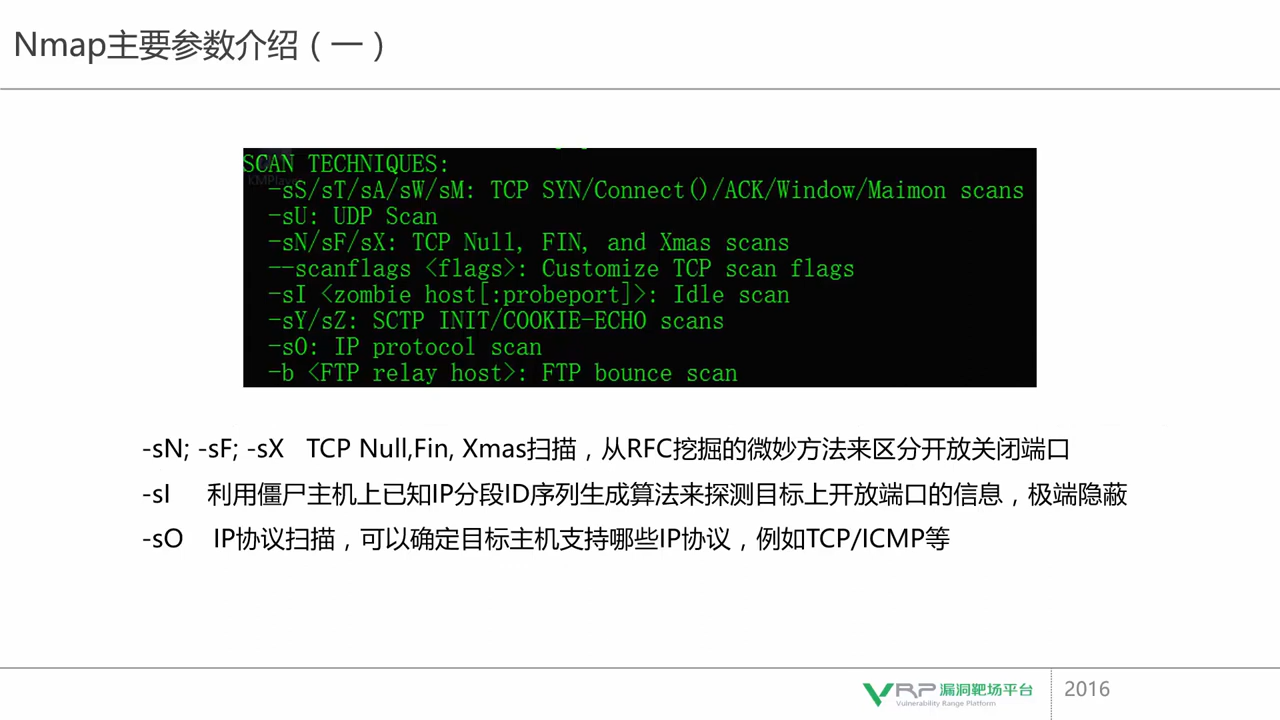 Nmap主要参数介绍（一）
SCAN TECHNIQUES:
KMPlayer
-sS/sT/sA/sW/sM: TCP SYN/Connect()/ACK/Window/Maimon scans
-sU: UDP Scan
-sN/sF/sX: TCP Null, FIN, and Xmas scans
--scanflags <flags>: Customize TCP scan flags
-sI <zombie host[:probeport]>: Idle scan
-sY/sZ: SCTP INIT/COOKIE-ECHO scans
-sO: IP protocol scan
-b <FTP relay host>: FTP bounce scan
-sN; -sF; -sX TCP Null,Fin, Xmas扫描，从RFC挖掘的微妙方法来区分开放关闭端口
-sI 利用僵尸主机上已知IP分段ID序列生成算法来探测目标上开放端口的信息，极端隐蔽
-sO IP协议扫描，可以确定目标主机支持哪些IP协议，例如TCP/ICMP等
VRP 漏洞靶场平台
Vulnerability Range Platform
2016